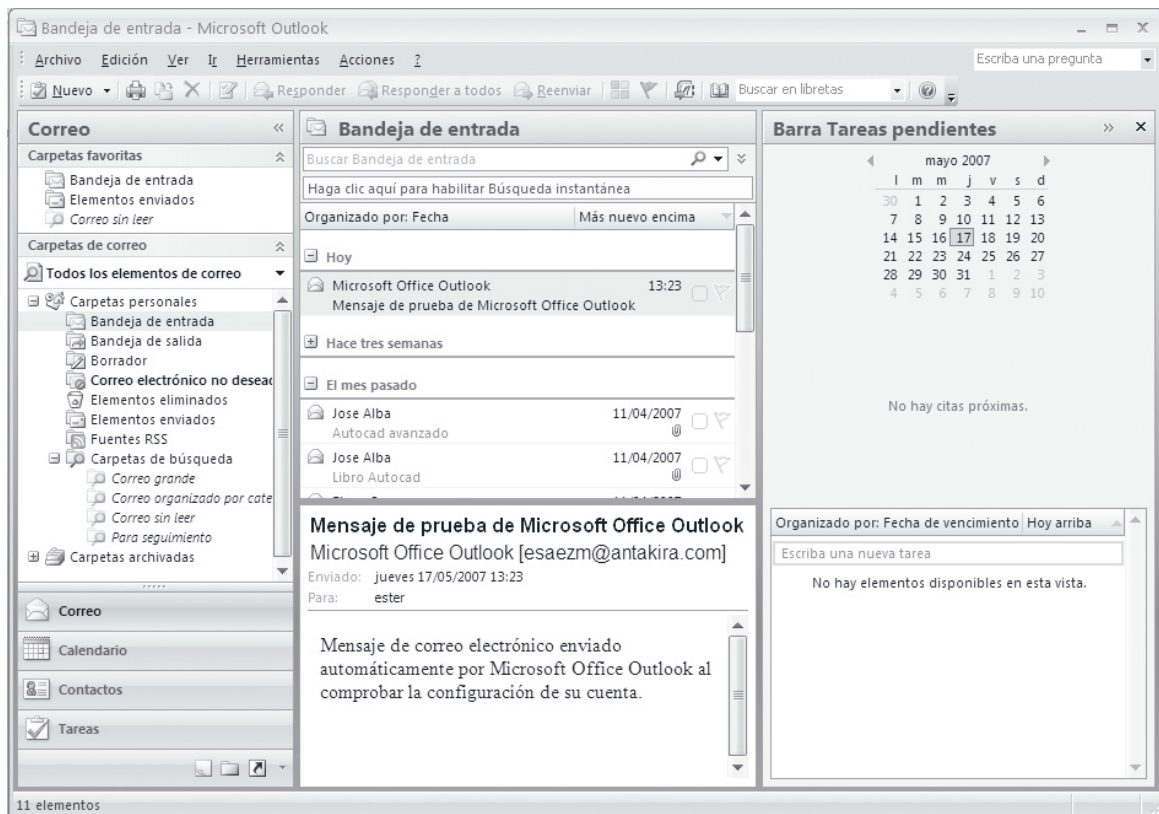 Bandeja de entrada - Microsoft Outlook
Archivo Edición Ver Ir Herramientas Acciones ?
Escriba una pregunta
Nuevo Responder Responder a todos Reenviar Buscar en libretas
Correo
Carpetas favoritas
Bandeja de entrada
Elementos enviados
Correo sin leer
Carpetas de correo
Todos los elementos de correo
Carpetas personales
Bandeja de entrada
Bandeja de salida
Borrador
Correo electrónico no desead
Elementos eliminados
Elementos enviados
Fuentes RSS
Carpetas de búsqueda
Correo grande
Correo organizado por cate
Correo sin leer
Para seguimiento
Carpetas archivadas
Correo
Calendario
Contactos
Tareas
Bandeja de entrada
Buscar Bandeja de entrada
Haga clic aquí para habilitar Búsqueda instantánea
Organizado por: Fecha Más nuevo encima
Hoy
Microsoft Office Outlook 13:23
Mensaje de prueba de Microsoft Office Outlook
Hace tres semanas
El mes pasado
Jose Alba 11/04/2007
Autocad avanzado
Jose Alba 11/04/2007
Libro Autocad
Mensaje de prueba de Microsoft Office Outlook
Microsoft Office Outlook [esaezm@antakira.com]
Enviado: jueves 17/05/2007 13:23
Para: ester
Mensaje de correo electrónico enviado
automáticamente por Microsoft Office Outlook al
comprobar la configuración de su cuenta.
Barra Tareas pendientes
mayo 2007
l m m j v s d
30 1 2 3 4 5 6
7 8 9 10 11 12 13
14 15 16 17 18 19 20
21 22 23 24 25 26 27
28 29 30 31 1 2 3
4 5 6 7 8 9 10
No hay citas próximas.
Organizado por: Fecha de vencimiento Hoy arriba
Escriba una nueva tarea
No hay elementos disponibles en esta vista.
11 elementos